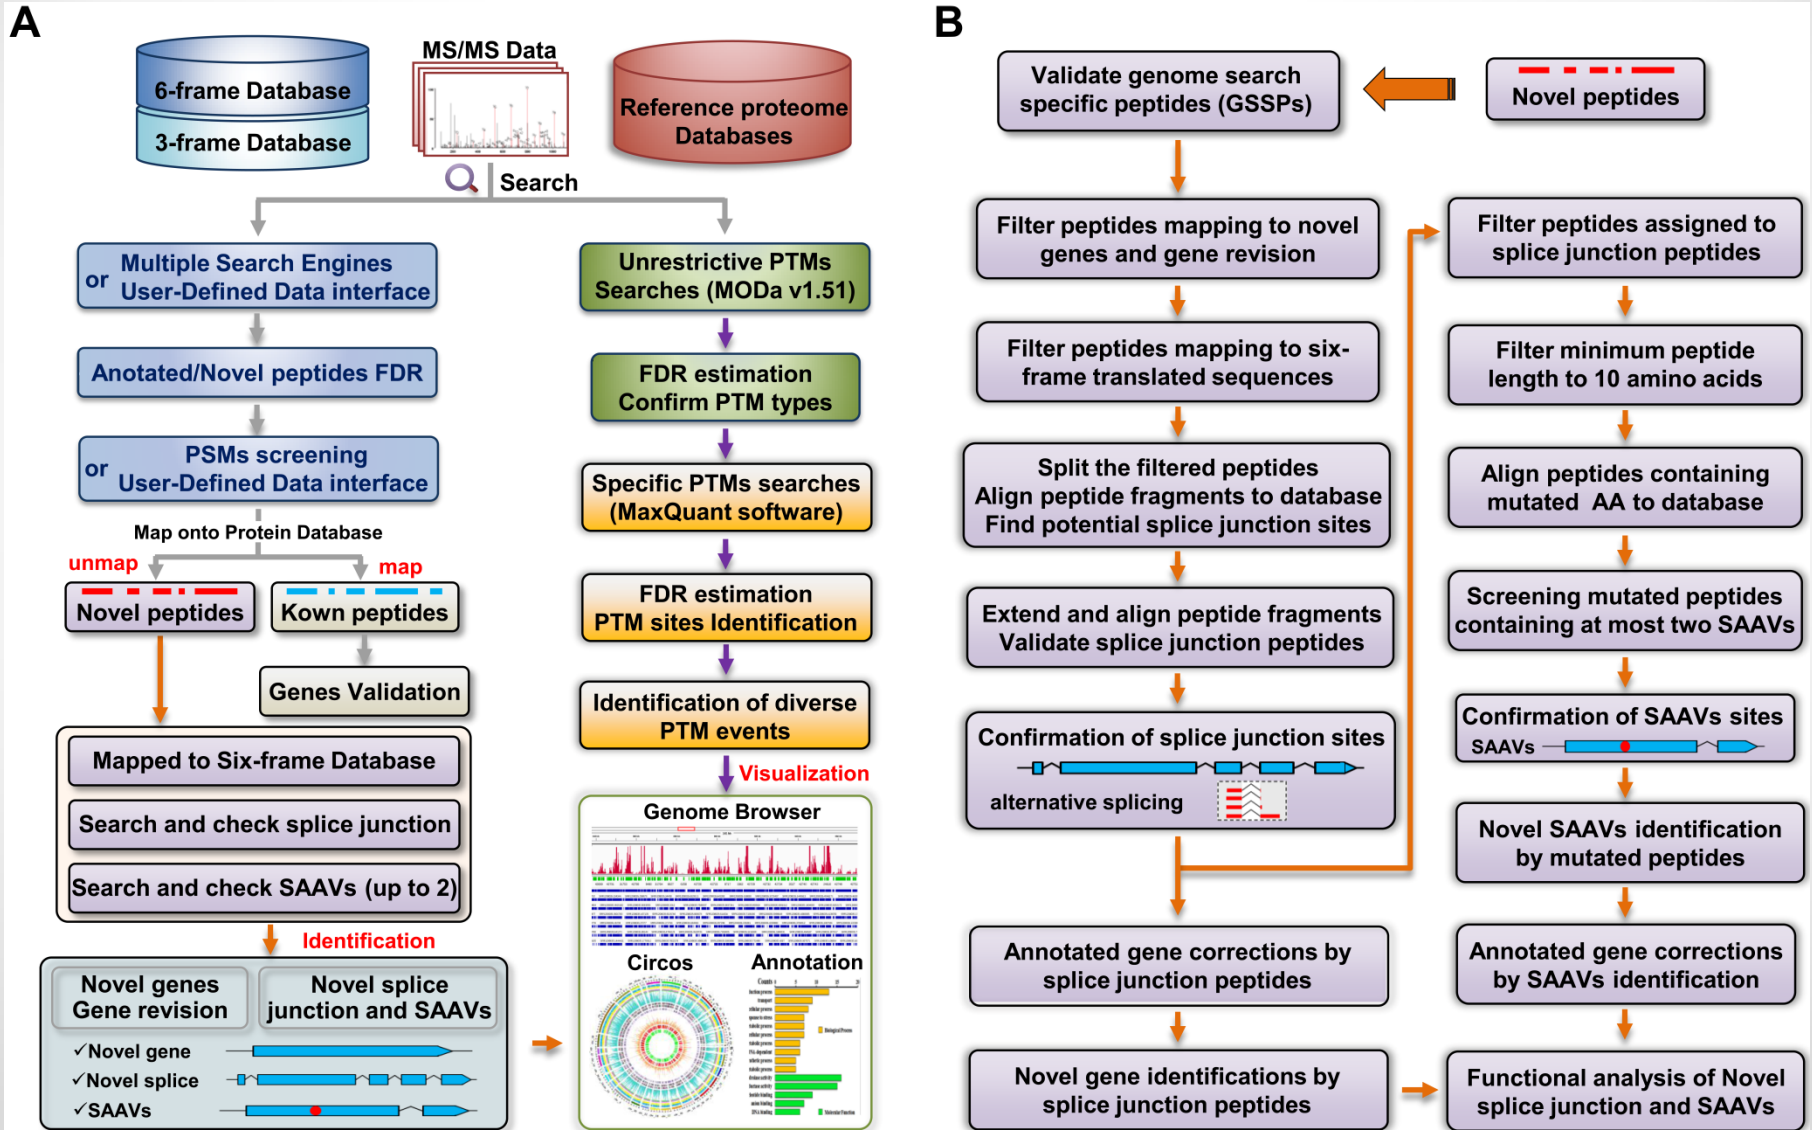 A
6-frame Database
3-frame Database
MS/MS Data
Reference proteome
Databases
Search
or
Multiple Search Engines
User-Defined Data interface
Anotated/Novel peptides FDR
or
PSMs screening
User-Defined Data interface
Map onto Protein Database
unmap
map
Novel peptides
Kown peptides
Genes Validation
Mapped to Six-frame Database
Search and check splice junction
Search and check SAAVs (up to 2)
Identification
Novel genes
Gene revision
Novel splice
junction and SAAVs
✓Novel gene
✓Novel splice
✓SAAVs
Unrestrictive PTMs
Searches (MODa v1.51)
FDR estimation
Confirm PTM types
Specific PTMs searches
(MaxQuant software)
FDR estimation
PTM sites Identification
Identification of diverse
PTM events
Visualization
Genome Browser
Circos
Annotation
Counts
Biological Process
Molecular Function
B
Validate genome search
specific peptides (GSSPs)
Novel peptides
Filter peptides mapping to novel
genes and gene revision
Filter peptides mapping to six-
frame translated sequences
Split the filtered peptides
Align peptide fragments to database
Find potential splice junction sites
Extend and align peptide fragments
Validate splice junction peptides
Confirmation of splice junction sites
alternative splicing
Annotated gene corrections by
splice junction peptides
Novel gene identifications by
splice junction peptides
Filter peptides assigned to
splice junction peptides
Filter minimum peptide
length to 10 amino acids
Align peptides containing
mutated AA to database
Screening mutated peptides
containing at most two SAAVs
Confirmation of SAAVs sites
SAAVs
Novel SAAVs identification
by mutated peptides
Annotated gene corrections
by SAAVs identification
Functional analysis of Novel
splice junction and SAAVs